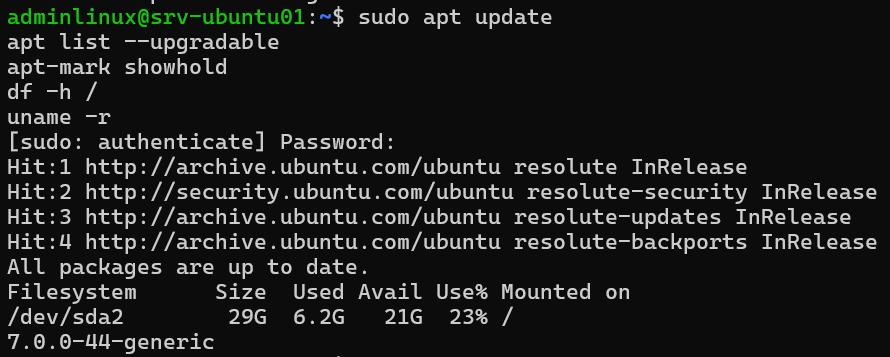 adminlinux@srv-ubuntu01:~$ sudo apt update
apt list --upgradable
apt-mark showhold
df -h /
uname -r
[sudo: authenticate] Password:
Hit:1 http://archive.ubuntu.com/ubuntu resolute InRelease
Hit:2 http://security.ubuntu.com/ubuntu resolute-security InRelease
Hit:3 http://archive.ubuntu.com/ubuntu resolute-updates InRelease
Hit:4 http://archive.ubuntu.com/ubuntu resolute-backports InRelease
All packages are up to date.
Filesystem      Size  Used Avail Use% Mounted on
/dev/sda2        29G  6.2G   21G  23% /
7.0.0-44-generic